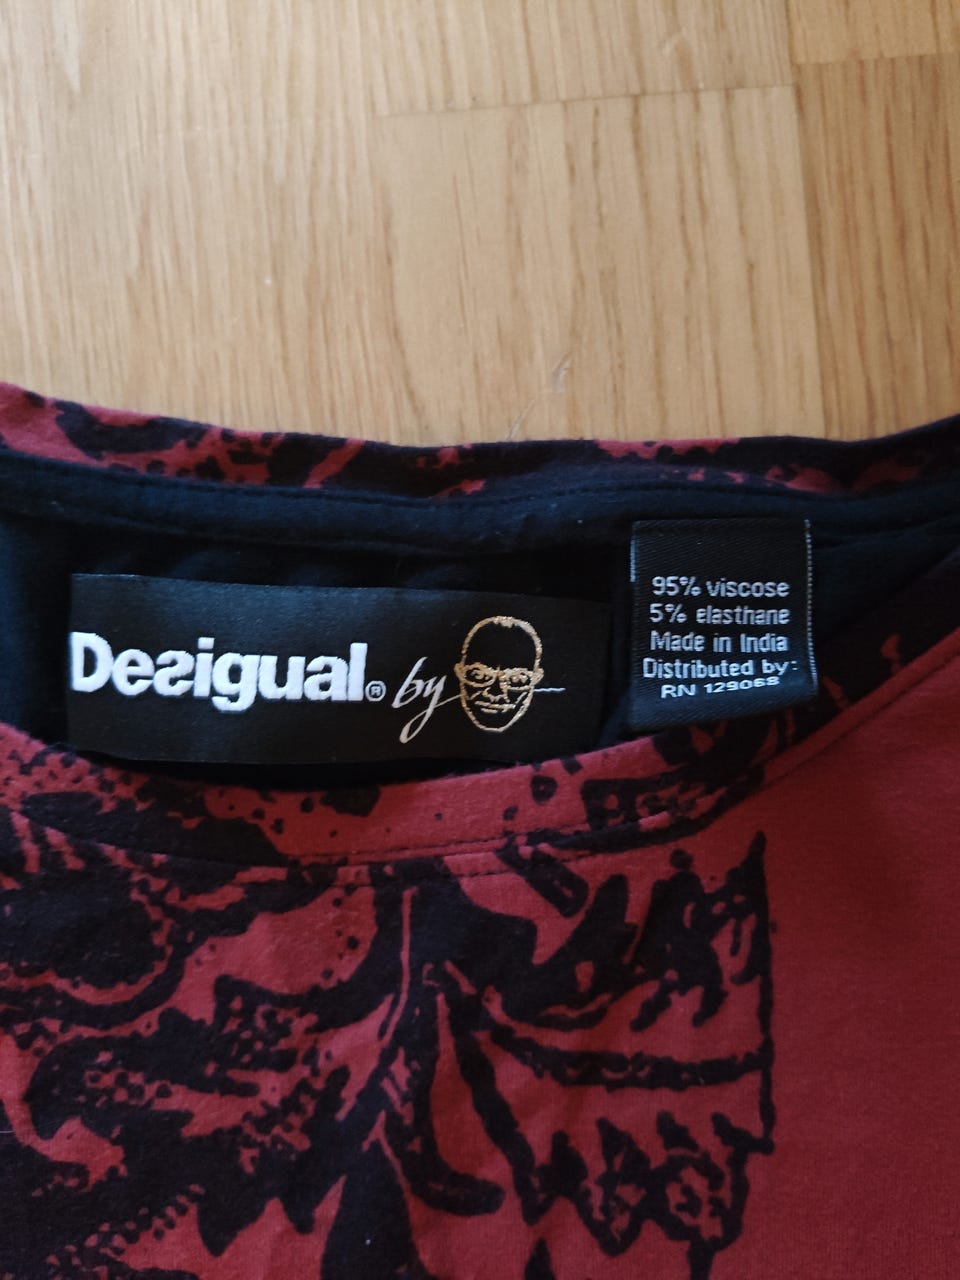 Desigual® by
95% viscose
5% elasthane
Made in India
Distributed by:
RN 129068